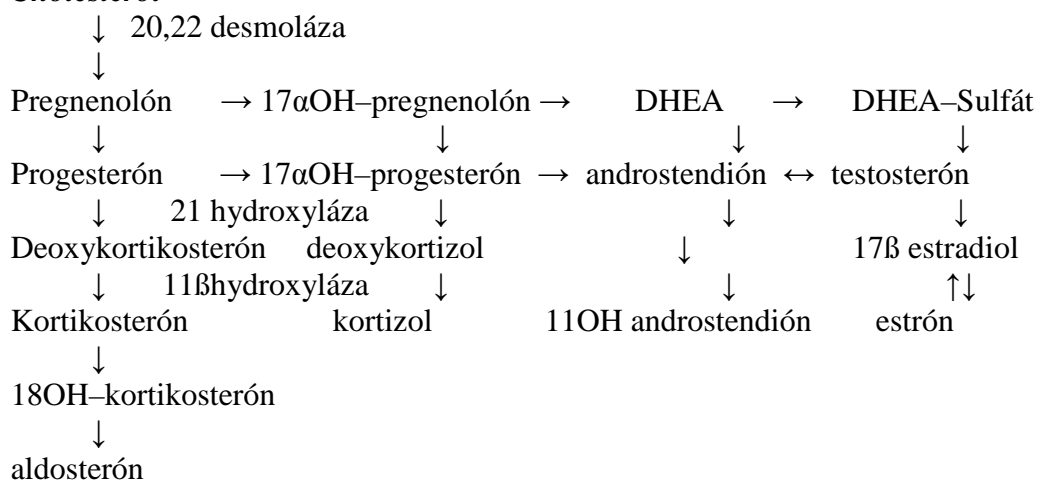 ↓ 20,22 desmoláza
↓
Pregnenolón → 17αOH–pregnenolón → DHEA → DHEA–Sulfát
↓ ↓ ↓ ↓
Progesterón → 17αOH–progesterón → androstendión ↔ testosterón
↓ 21 hydroxyláza ↓ ↓ ↓
Deoxykortikosterón deoxykortizol ↓ 17ß estradiol
↓ 11ßhydroxyláza ↓ ↓ ↑↓
Kortikosterón kortizol 11OH androstendión estrón
↓
18OH–kortikosterón
↓
aldosterón